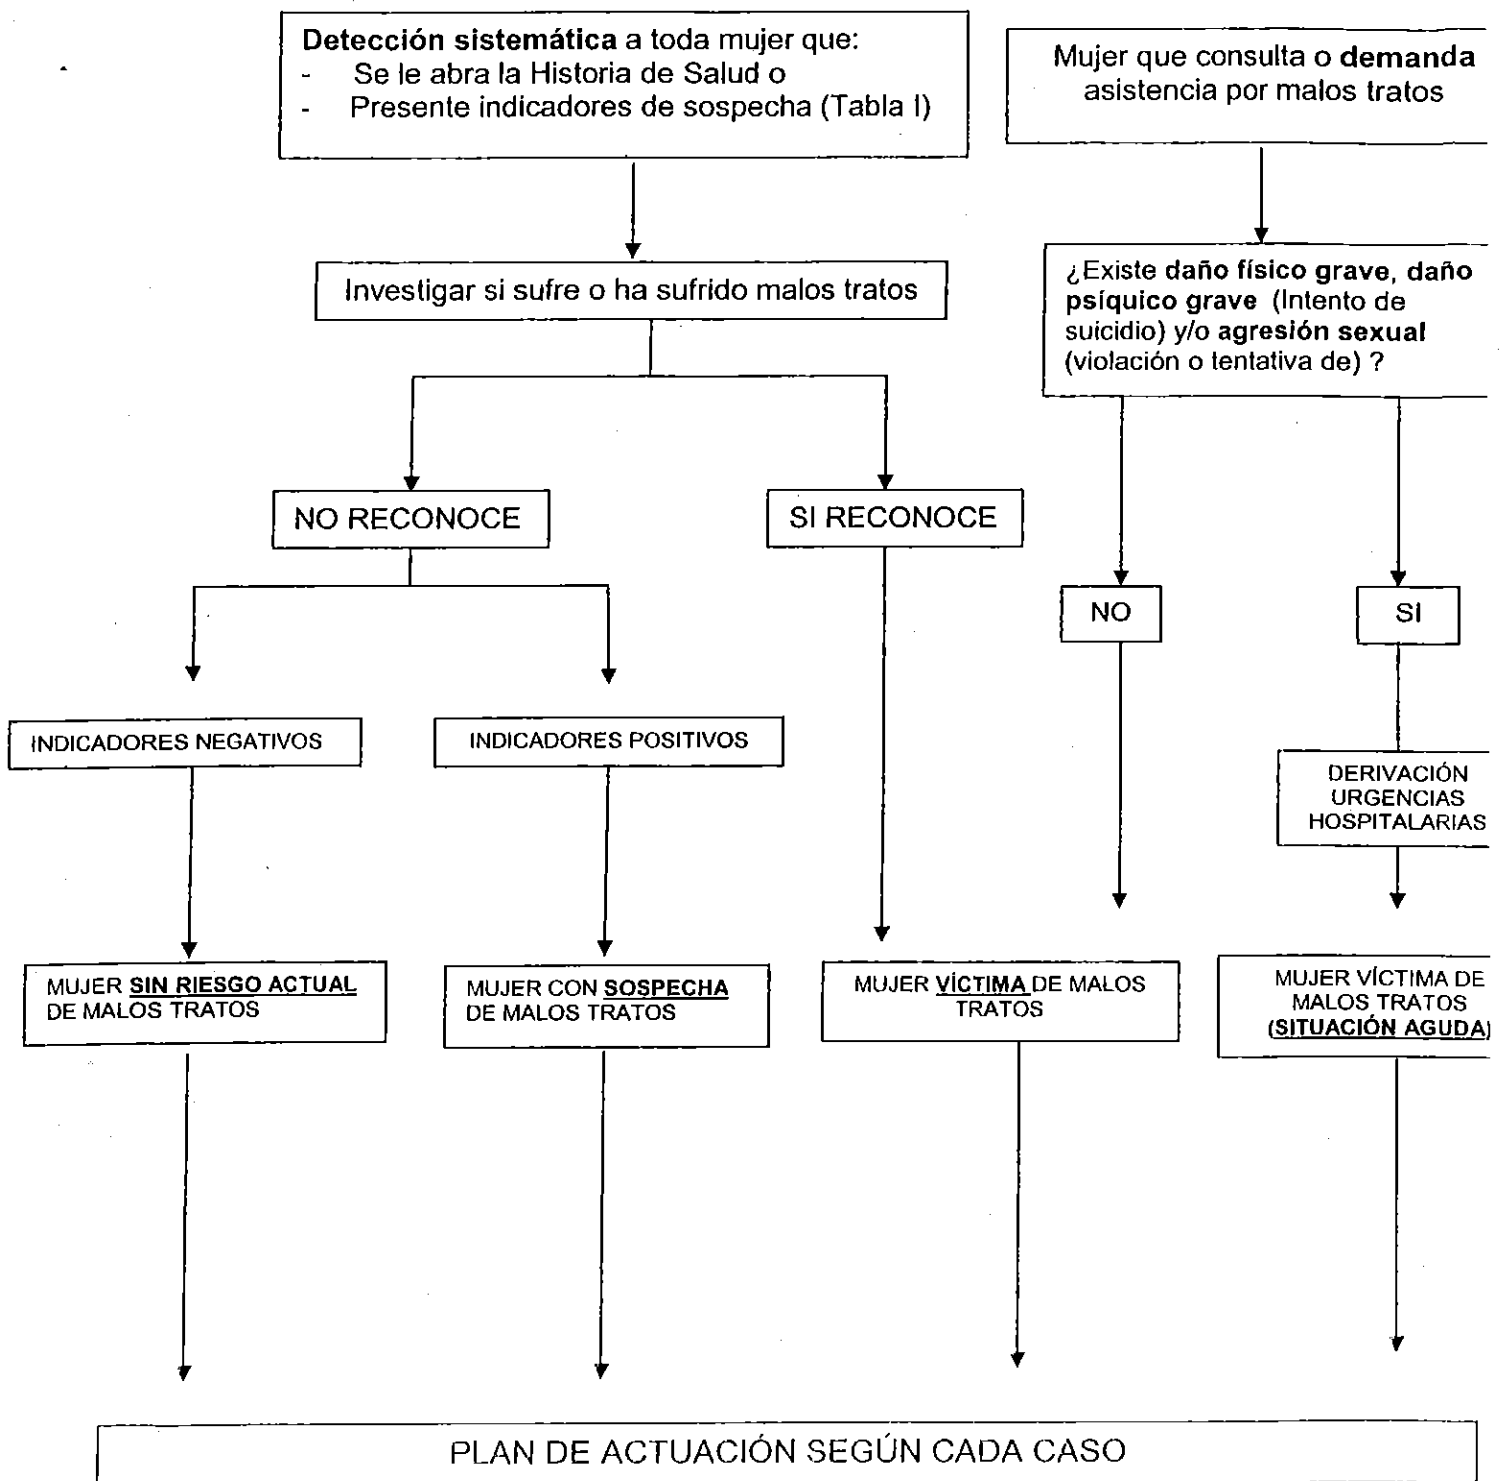 Detección sistemática a toda mujer que:
- Se le abra la Historia de Salud o
- Presente indicadores de sospecha (Tabla I)
Mujer que consulta o demanda
asistencia por malos tratos
Investigar si sufre o ha sufrido malos tratos
¿Existe daño físico grave, daño
psíquico grave (Intento de
suicidio) y/o agresión sexual
(violación o tentativa de) ?
NO RECONOCE
SI RECONOCE
NO
SI
INDICADORES NEGATIVOS
INDICADORES POSITIVOS
DERIVACIÓN
URGENCIAS
HOSPITALARIAS
MUJER SIN RIESGO ACTUAL
DE MALOS TRATOS
MUJER CON SOSPECHA
DE MALOS TRATOS
MUJER VÍCTIMA DE MALOS
TRATOS
MUJER VÍCTIMA DE
MALOS TRATOS
(SITUACIÓN AGUDA)
PLAN DE ACTUACIÓN SEGÚN CADA CASO